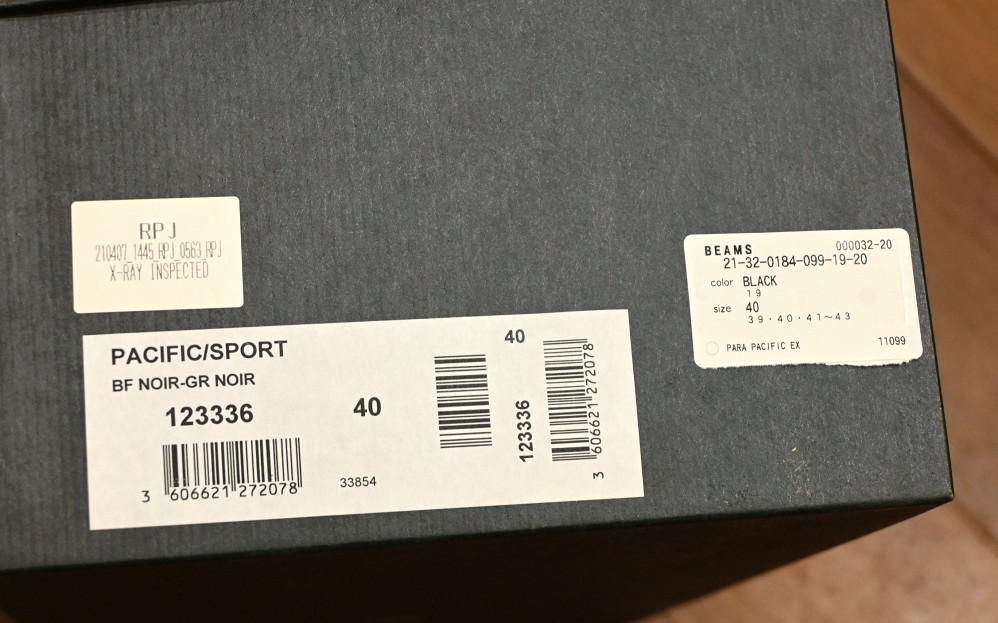 RPJ
210407_1445_RPJ_0563_RPJ
X-RAY INSPECTED
PACIFIC/SPORT
BF NOIR-GR NOIR
123336
40
3 606621 272078
33854
40
123336
3 606621 272078
BEAMS 000032-20
21-32-0184-099-19-20
color BLACK
19
size 40
39・40・41〜43
PARA PACIFIC EX 11099